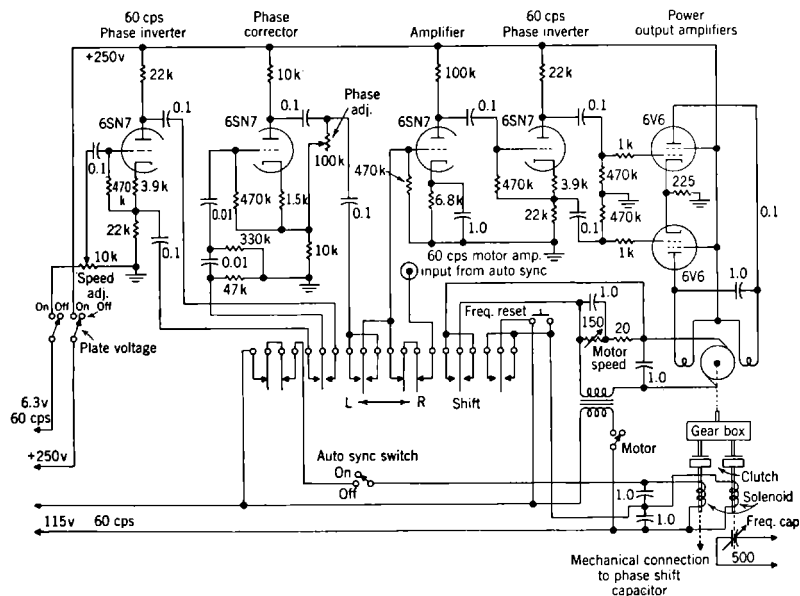 60 cps
Phase inverter
Phase
corrector
Amplifier
60 cps
Phase inverter
Power
output amplifiers
+250v
22k
10k
100k
22k
0.1
0.1
Phase
adj.
0.1
0.1
6SN7
6SN7
6SN7
6SN7
6V6
1k
100k
470k
0.1
470
k
3.9k
470k
1.5k
6.8k
470k
3.9k
470k
225
0.01
1.0
22k
470k
0.1
22k
0.1
0.1
0.1
330k
10k
60 cps motor amp.
input from auto sync
1k
6V6
10k
Speed
adj.
0.01
47k
1.0
On Off
On Off
Plate voltage
Freq. reset
1.0
150
20
Motor
speed
1.0
6.3v
60 cps
L
R
Shift
+250v
Motor
Gear box
Auto sync switch
On
Off
Clutch
Solenoid
1.0
1.0
115v 60 cps
Freq. cap
500
Mechanical connection
to phase shift
capacitor